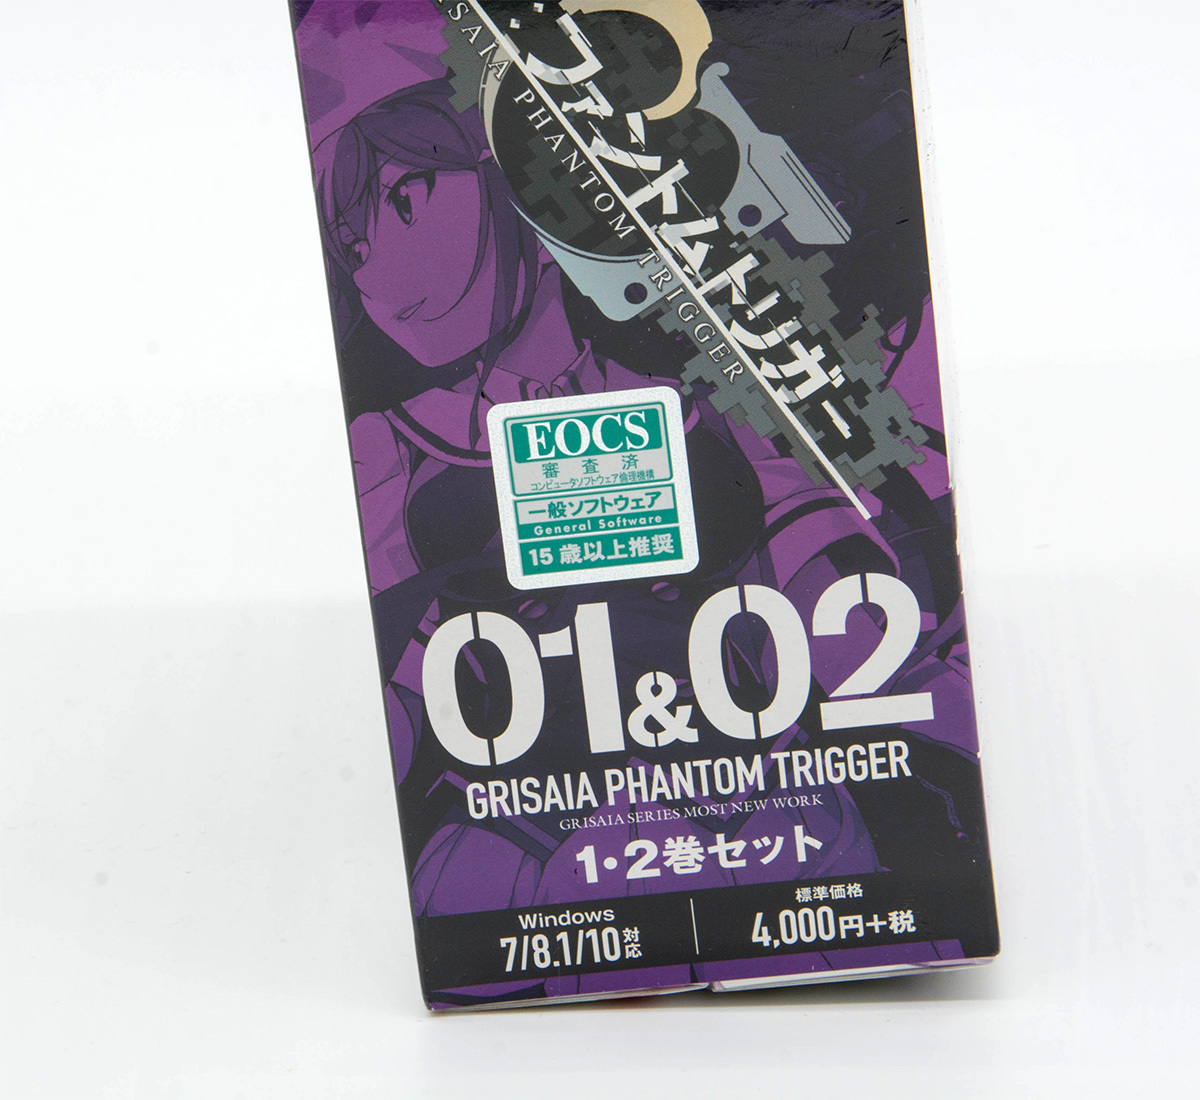 ファントムトリガー
GRISAIA PHANTOM TRIGGER
EOCS
審査済
コンピュータソフトウェア倫理機構
一般ソフトウェア
General Software
15歳以上推奨
01&02
GRISAIA PHANTOM TRIGGER
GRISAIA SERIES MOST NEW WORK
1・2巻セット
Windows
7/8.1/10対応
標準価格
4,000円+税